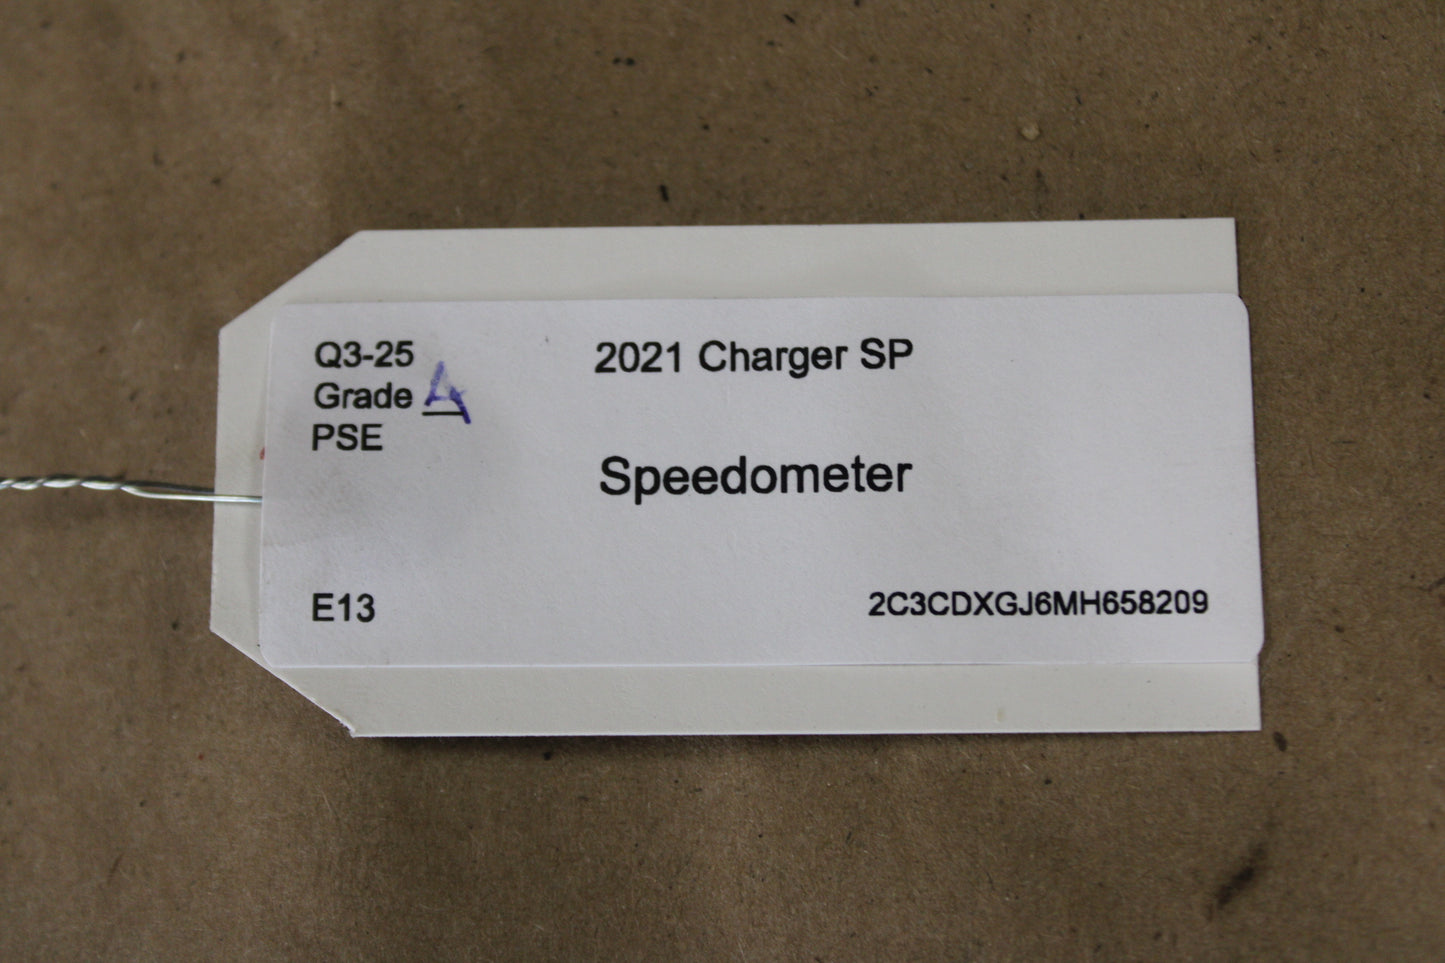 Q3-25
2021 Charger SP
Grade A
PSE
Speedometer
E13
2C3CDXGJ6MH658209